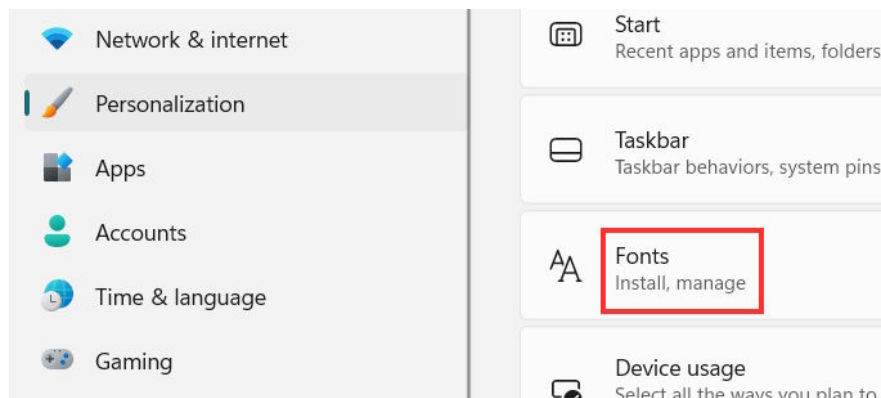 Network & internet
Personalization
Apps
Accounts
Time & language
Gaming
Start
Recent apps and items, folders
Taskbar
Taskbar behaviors, system pins
Fonts
Install, manage
Device usage
Select all the ways you plan to